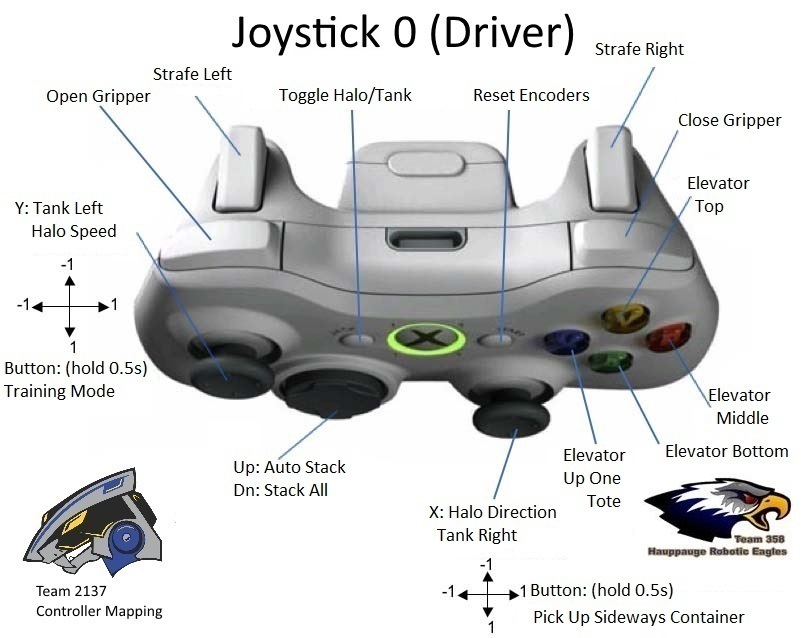 Joystick 0 (Driver)
Strafe Left
Strafe Right
Open Gripper
Toggle Halo/Tank
Reset Encoders
Close Gripper
Elevator
Top
Y: Tank Left
Halo Speed
-1
-1
1
1
Button: (hold 0.5s)
Training Mode
Elevator
Middle
Up: Auto Stack
Dn: Stack All
Elevator
Up One
Tote
Elevator Bottom
X: Halo Direction
Tank Right
Team 358
Hauppauge Robotic Eagles
-1
-1
1
1
Button: (hold 0.5s)
Pick Up Sideways Container
Team 2137
Controller Mapping